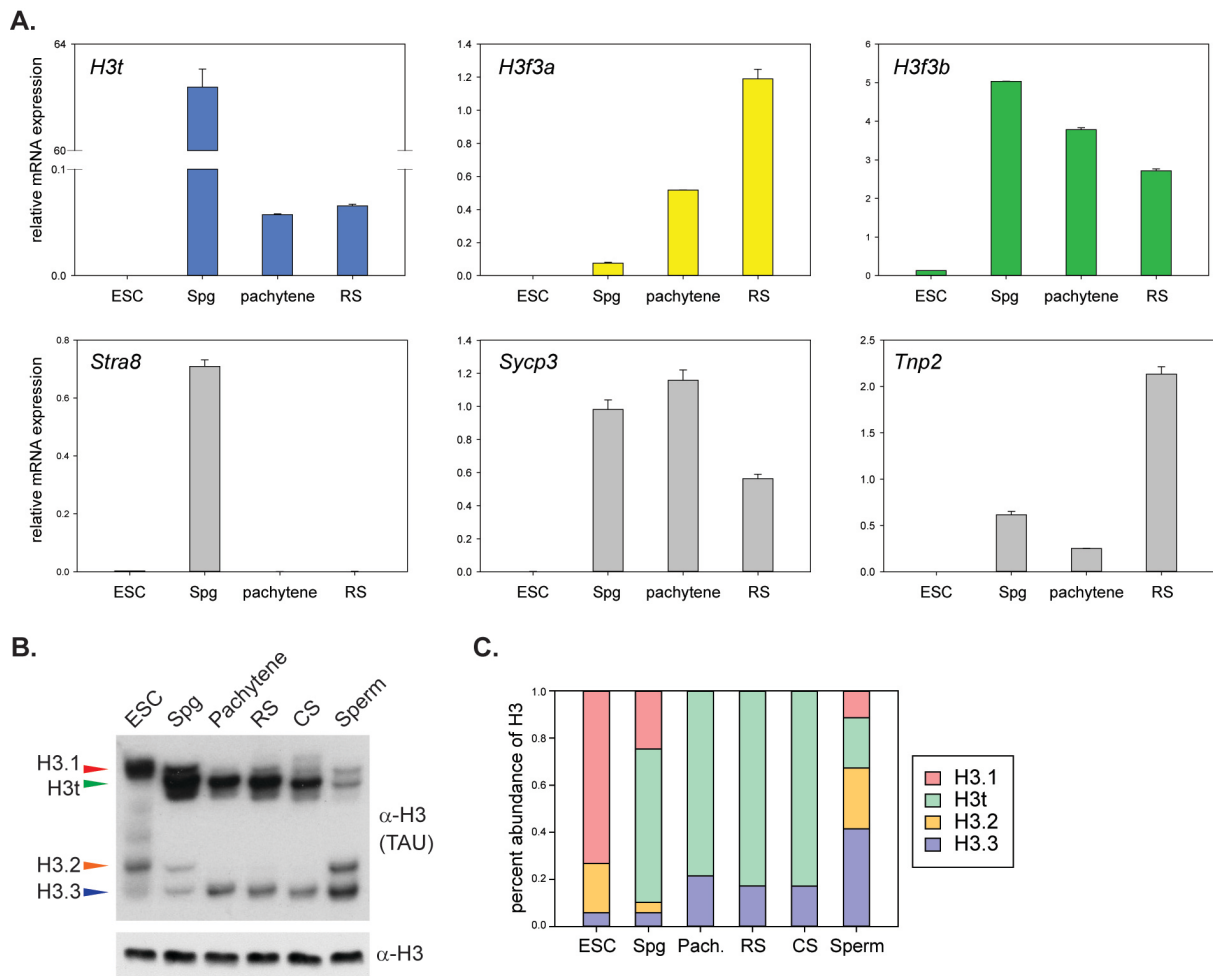 A.
H3t
H3f3a
H3f3b
relative mRNA expression
64
60
0.1
0.0
ESC Spg pachytene RS
1.4
1.2
1.0
0.8
0.6
0.4
0.2
0.0
ESC Spg pachytene RS
6
5
4
3
2
1
0
ESC Spg pachytene RS
Stra8
Sycp3
Tnp2
relative mRNA expression
0.8
0.6
0.4
0.2
0.0
ESC Spg pachytene RS
1.4
1.2
1.0
0.8
0.6
0.4
0.2
0.0
ESC Spg pachytene RS
2.5
2.0
1.5
1.0
0.5
0.0
ESC Spg pachytene RS
B.
ESC Spg Pachytene RS CS Sperm
H3.1
H3t
H3.2
H3.3
α-H3
(TAU)
α-H3
C.
percent abundance of H3
1.0
0.8
0.6
0.4
0.2
0.0
ESC Spg Pach. RS CS Sperm
H3.1
H3t
H3.2
H3.3